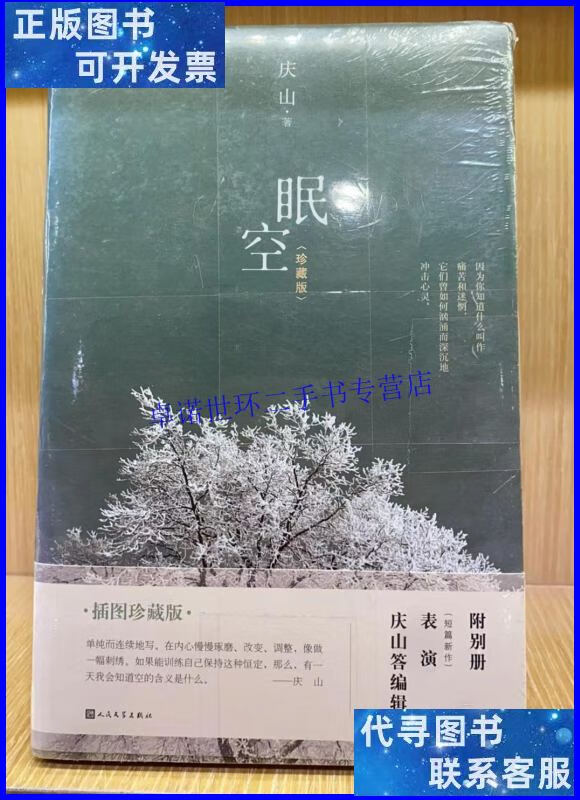 正版图书
可开发票
庆山·著
眠空
（珍藏版）
因为你知道什么叫作
痛苦和迷惘，
它们曾如何汹涌而深沉地
冲击心灵。
卓诺世环二手书专营店
·插图珍藏版·
单纯而连续地写，在内心慢慢琢磨、改变、调整，像做
一幅刺绣。如果能训练自己保持这种恒定，那么，有一
天我会知道空的含义是什么。
——庆 山
人民文学出版社
附别册
（短篇新作）
表演
庆山答编辑
代寻图书
联系客服